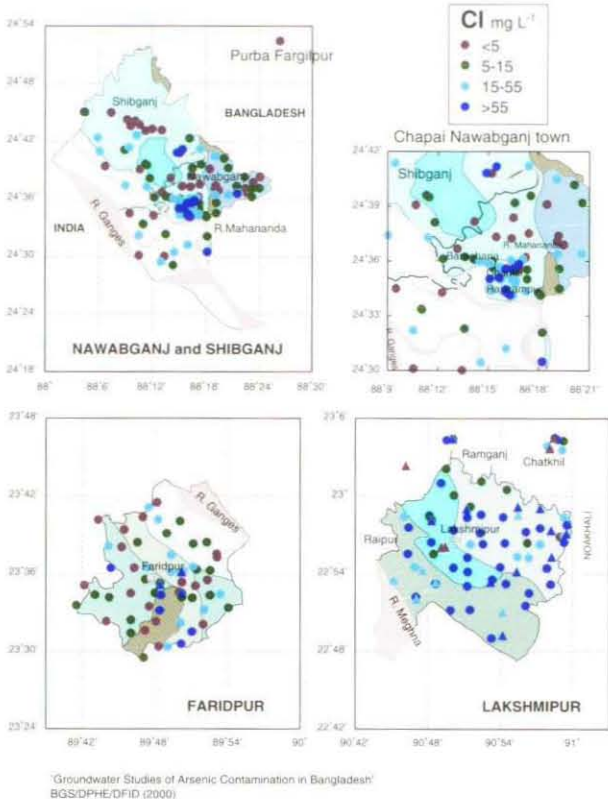 24˚54
24˚48
24˚42
24˚36
24˚30
24˚18
88˚
88˚6
88˚12
88˚18
88˚24
88˚30
Purba Fargilpur
Shibganj
BANGLADESH
Nawabganj
INDIA
R. Ganges
R.Mahananda
NAWABGANJ and SHIBGANJ
Cl mg L⁻¹
<5
5-15
15-55
>55
Chapai Nawabganj town
24˚42
24˚39
24˚36
24˚33
24˚30
88˚9
88˚12
88˚15
88˚18
88˚21
Shibganj
R. Mahananda
R. Ganges
23˚48
23˚42
23˚36
23˚30
23˚24
89˚42
89˚48
89˚54
90˚
R. Ganges
Faridpur
FARIDPUR
23˚6
23˚
22˚54
22˚48
22˚42
90˚42
90˚48
90˚54
91˚
Ramganj
Chatkhil
Lakshmipur
Raipur
NOAKHALI
R. Meghna
LAKSHMIPUR
'Groundwater Studies of Arsenic Contamination in Bangladesh'
BGS/DPHE/DFID (2000)